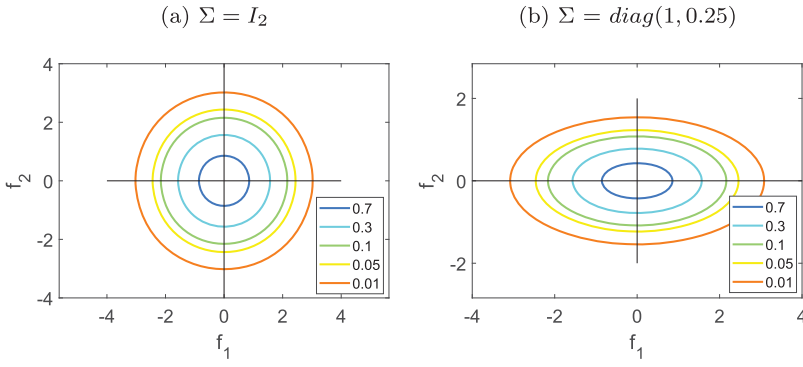 (a) Σ = I₂
(b) Σ = diag(1, 0.25)
4
2
0
-2
-4
f₂
-4 -2 0 2 4
f₁
0.7
0.3
0.1
0.05
0.01
2
0
-2
f₂
-4 -2 0 2 4
f₁
0.7
0.3
0.1
0.05
0.01